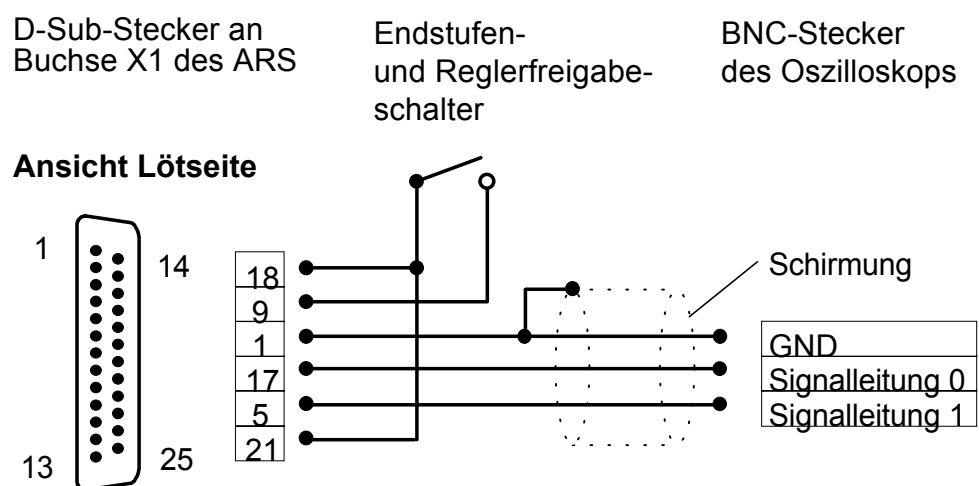 D-Sub-Stecker an
Buchse X1 des ARS
Endstufen-
und Reglerfreigabe-
schalter
BNC-Stecker
des Oszilloskops
Ansicht Lötseite
1
14
13
25
18
9
1
17
5
21
Schirmung
GND
Signalleitung 0
Signalleitung 1